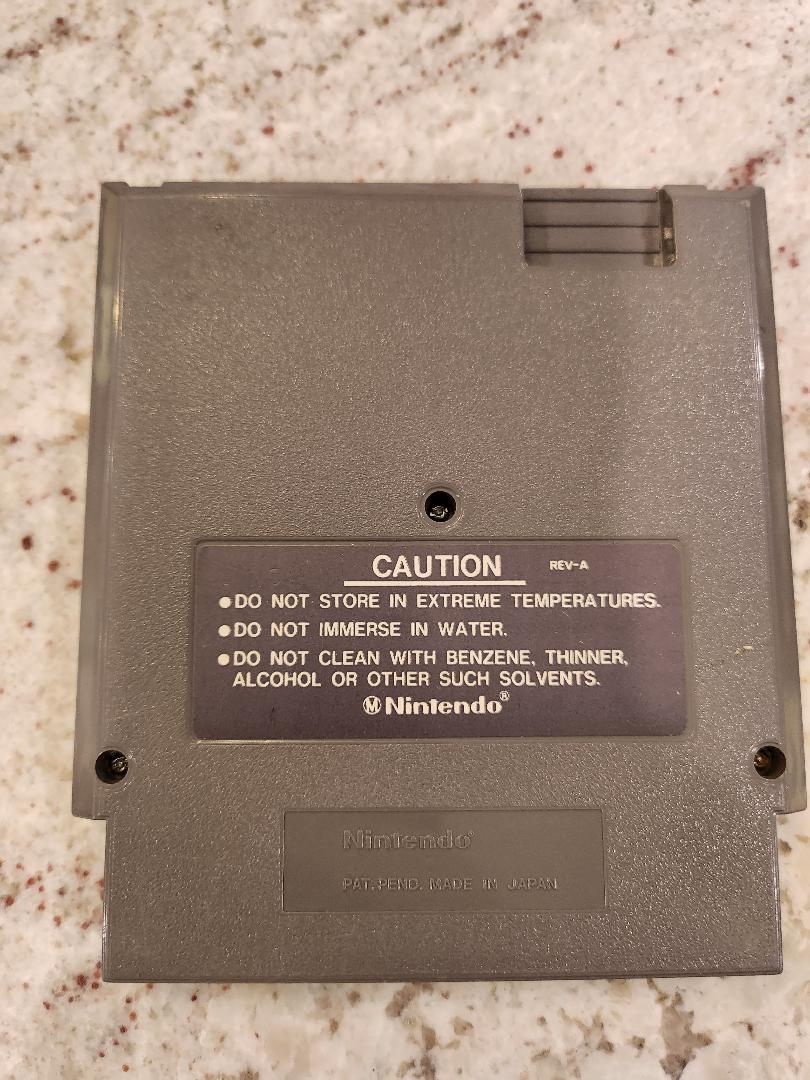 CAUTION REV-A
●DO NOT STORE IN EXTREME TEMPERATURES.
●DO NOT IMMERSE IN WATER.
●DO NOT CLEAN WITH BENZENE, THINNER,
ALCOHOL OR OTHER SUCH SOLVENTS.
Ⓜ Nintendo®
Nintendo®
PAT. PEND. MADE IN JAPAN